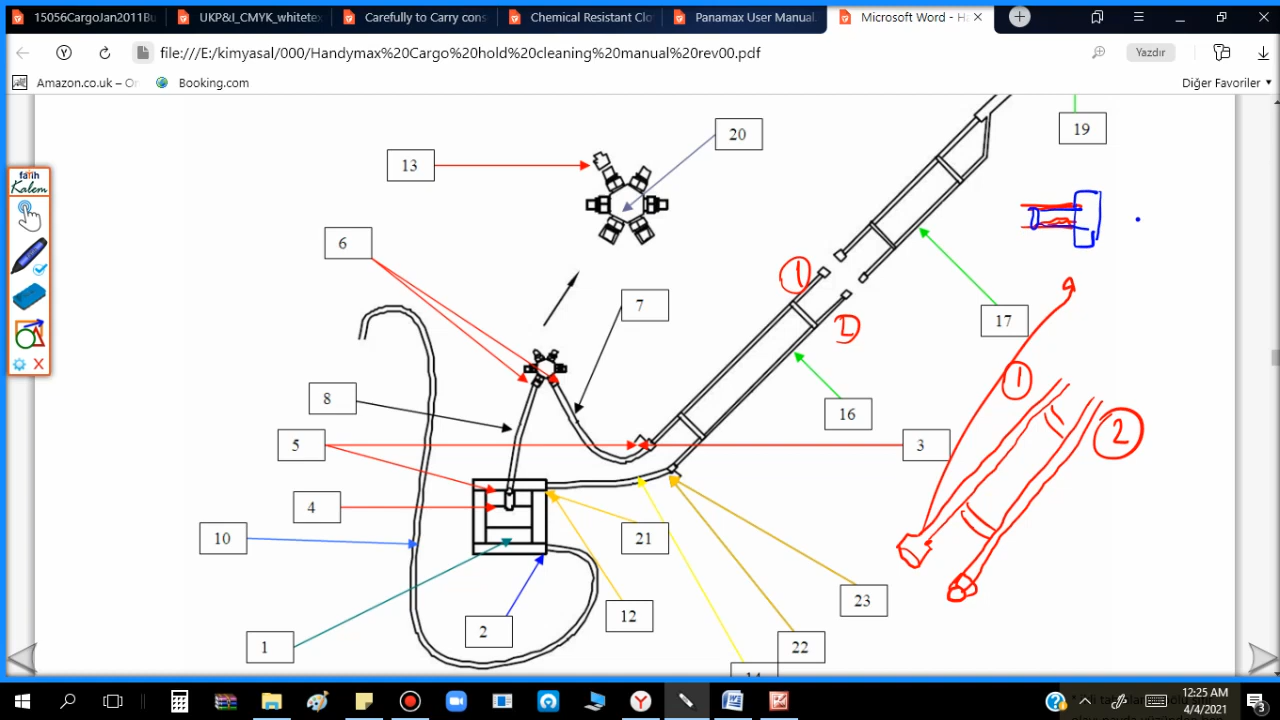 15056CargoJan2011Bu
UKP&I_CMYK_whitetex
Carefully to Carry cons
Chemical Resistant Clo
Panamax User Manual.
Microsoft Word - Ha
file:///E:/kimyasal/000/Handymax%20Cargo%20hold%20cleaning%20manual%20rev00.pdf
Yazdır
Amazon.co.uk – Or
Booking.com
Diğer Favoriler
fatih
Kalem
19
20
13
6
7
1
17
2
8
16
1
2
5
3
4
10
21
23
12
2
1
22
14
12:25 AM
4/4/2021
3